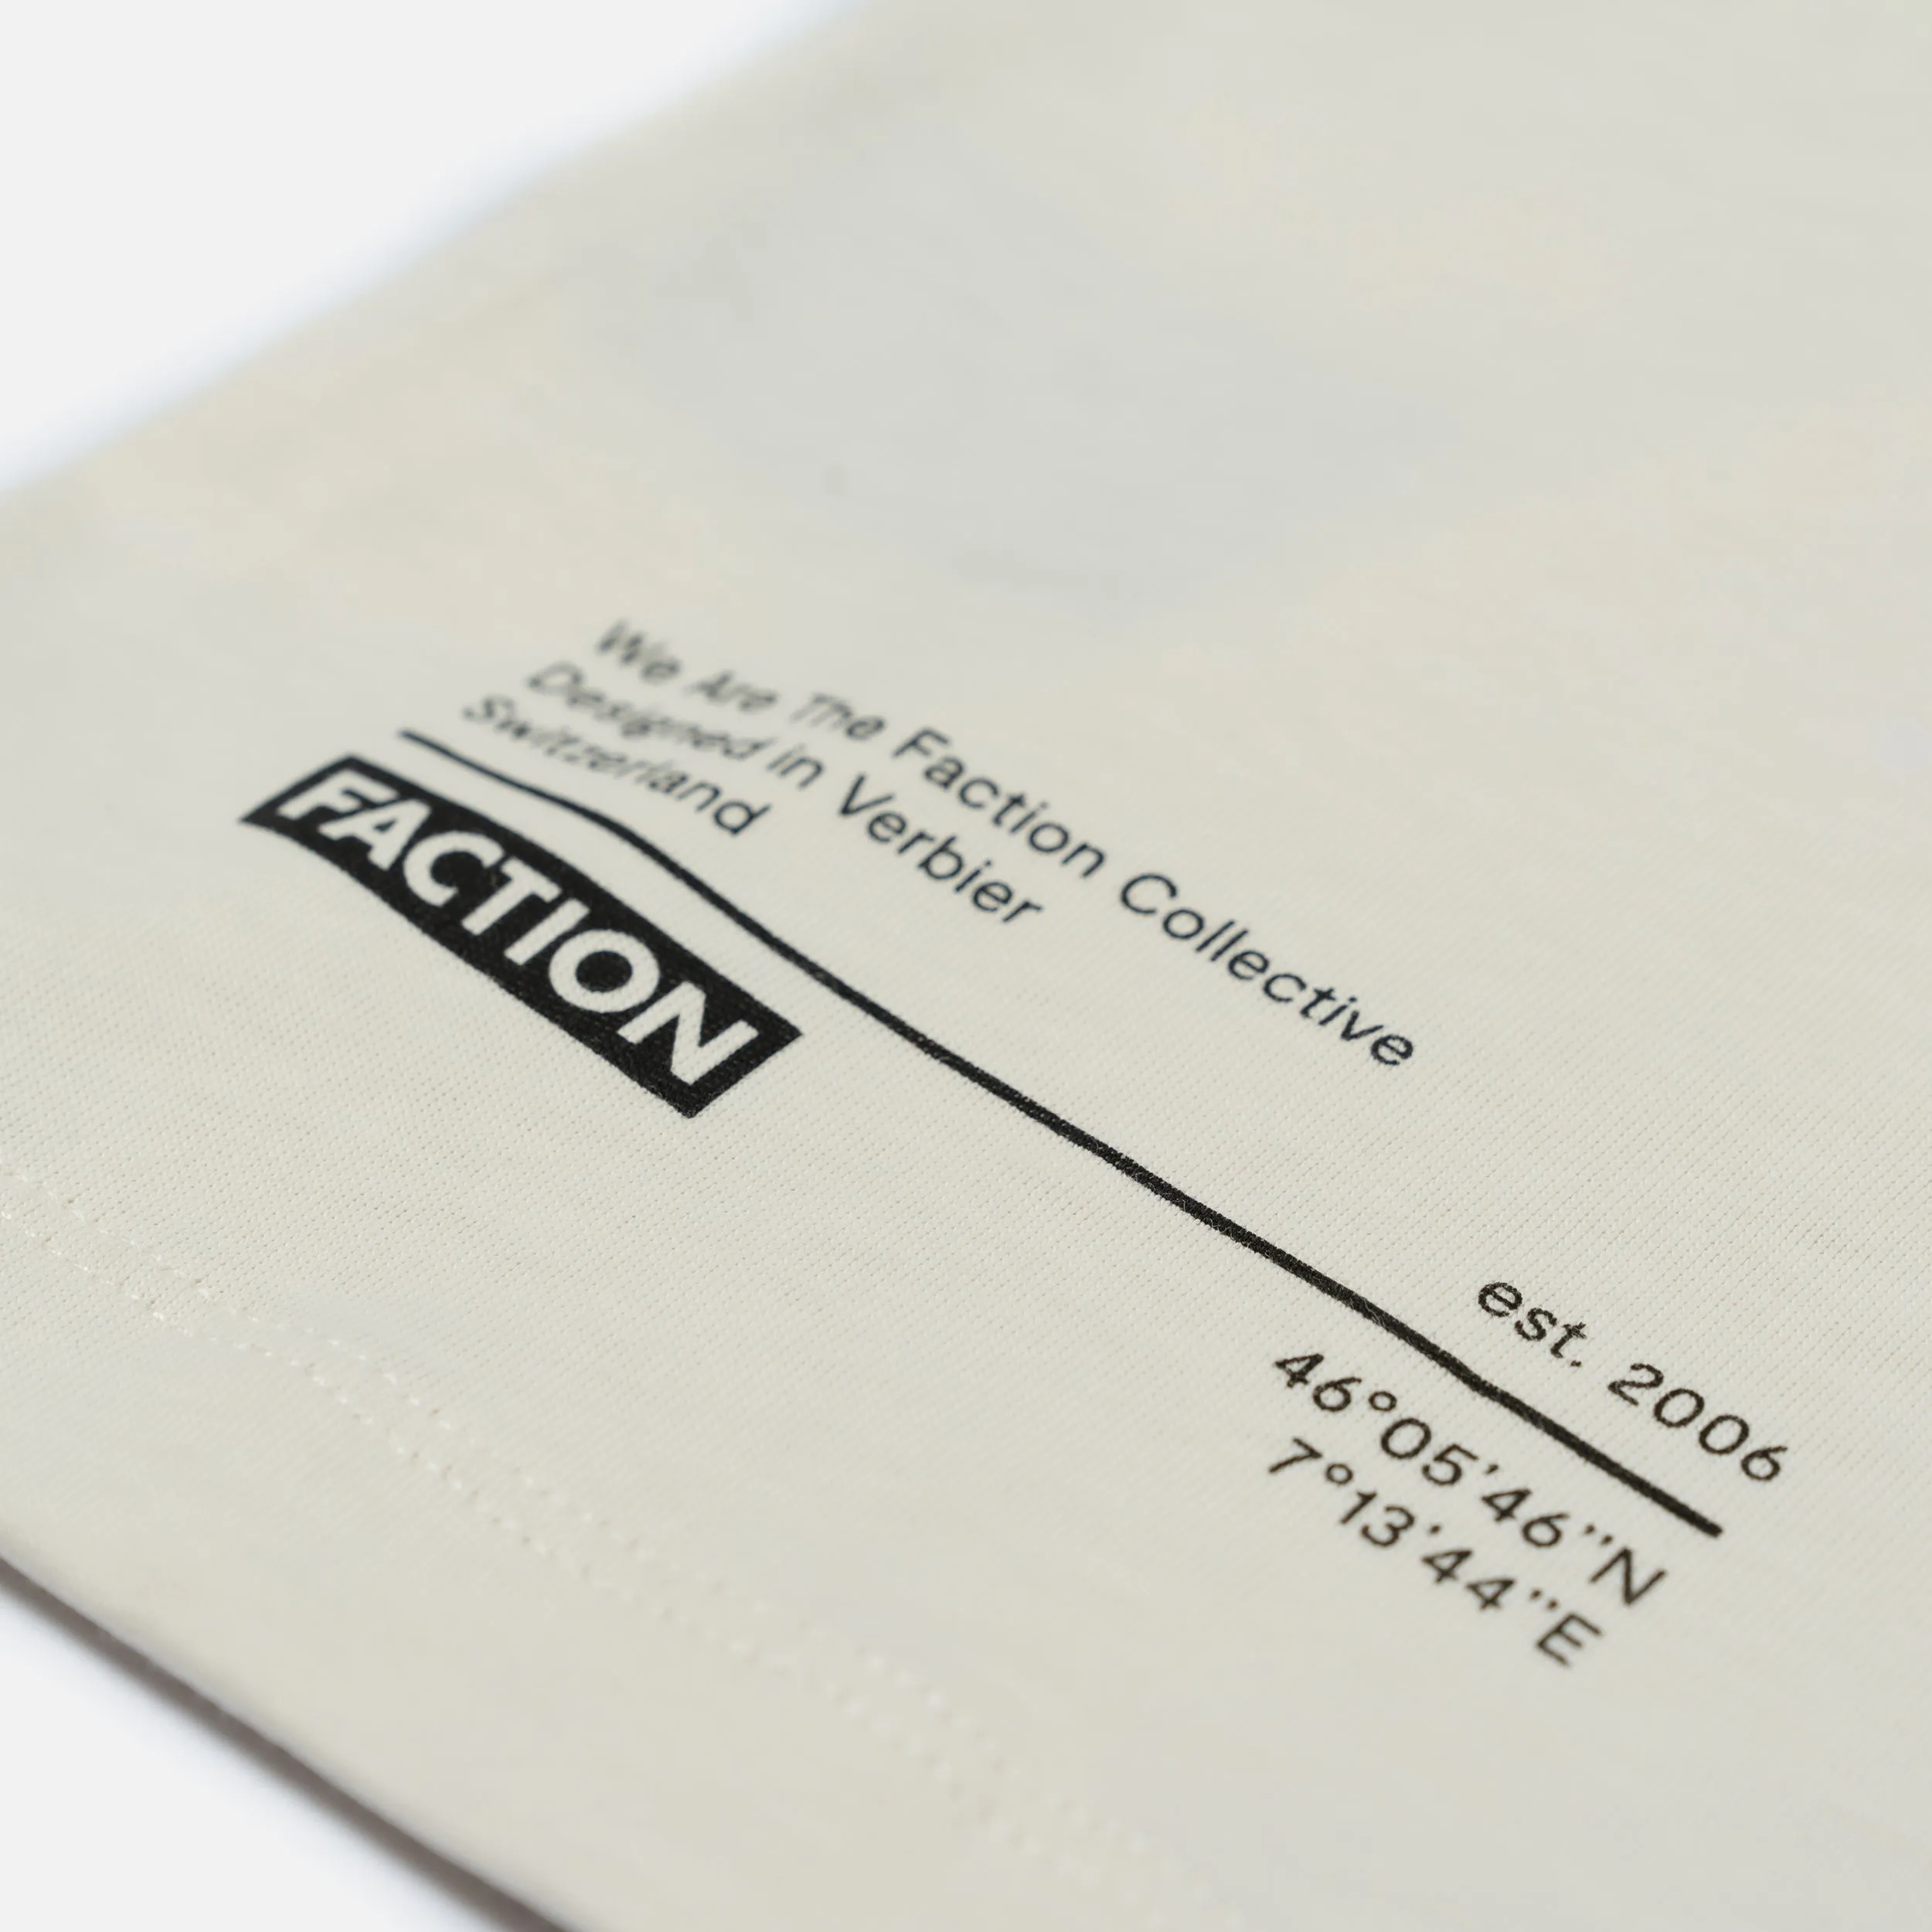 We Are The Faction Collective
Designed in Verbier
Switzerland
est. 2006
FACTION
46°05'46''N
7°13'44''E